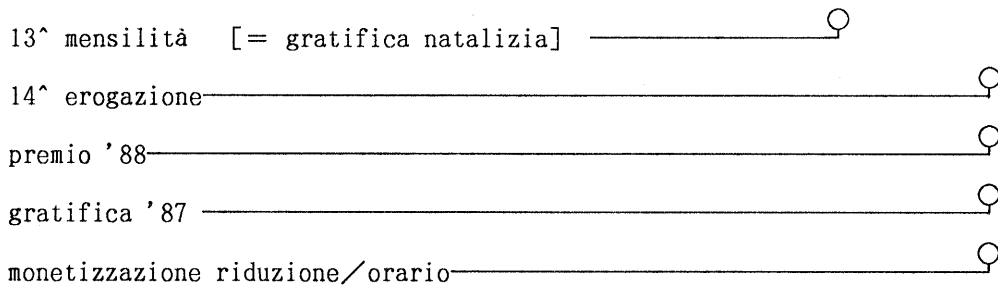 13^ mensilità [= gratifica natalizia]
14^ erogazione
premio '88
gratifica '87
monetizzazione riduzione/orario